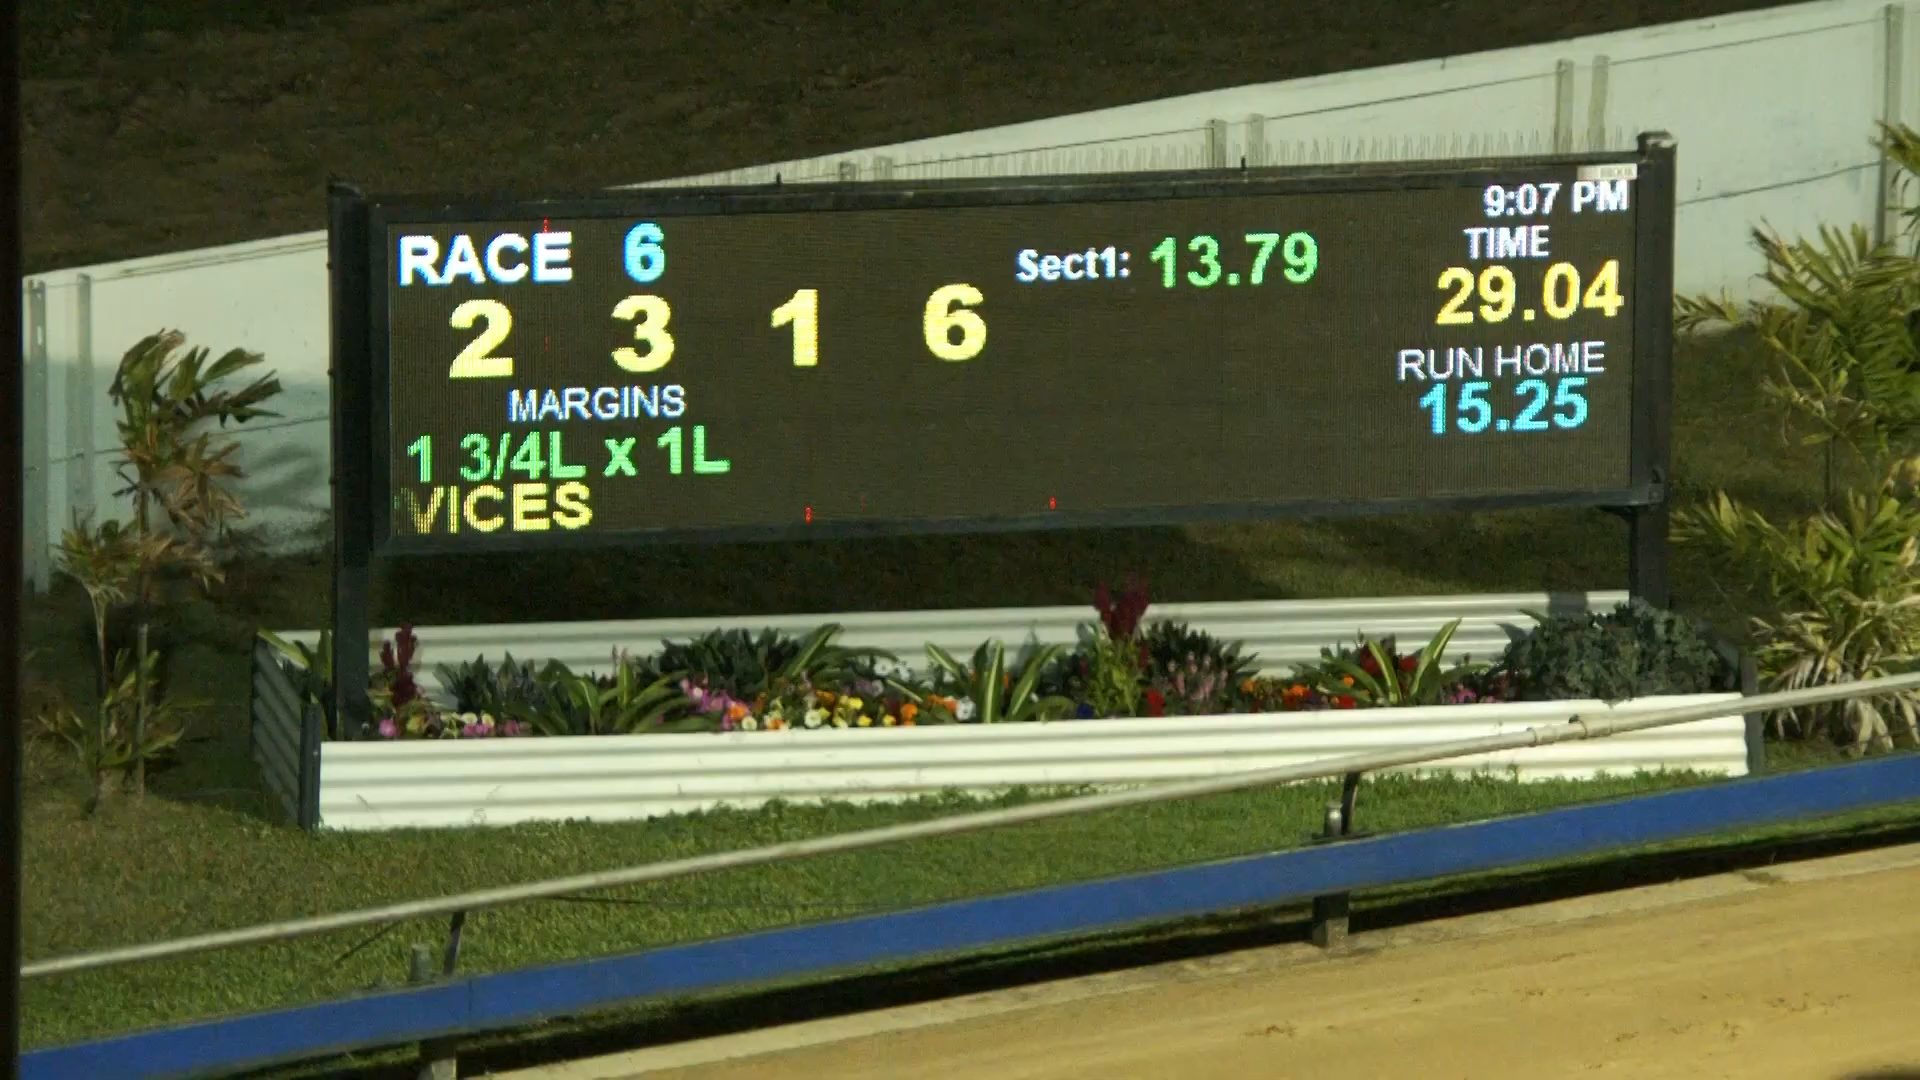 9:07 PM
RACE 6 Sect1: 13.79 TIME
2 3 1 6 29.04
MARGINS RUN HOME
1 3/4L x 1L 15.25
VICES